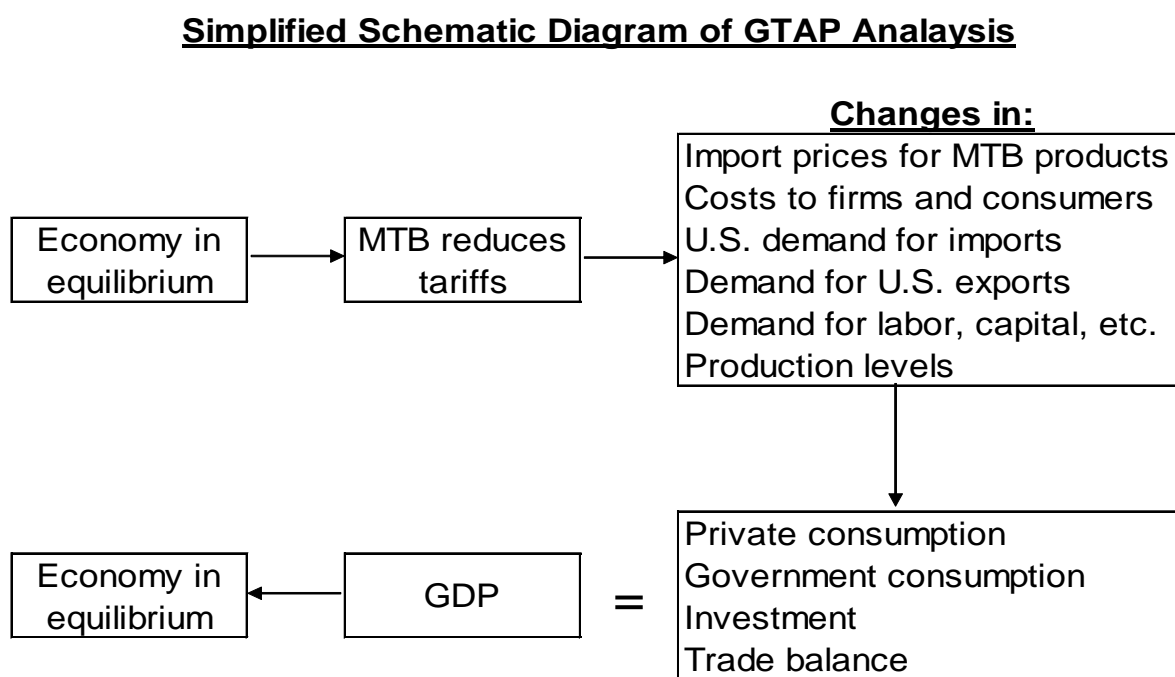 Simplified Schematic Diagram of GTAP Analaysis
Changes in:
Import prices for MTB products
Costs to firms and consumers
U.S. demand for imports
Demand for U.S. exports
Demand for labor, capital, etc.
Production levels
Economy in
equilibrium
MTB reduces
tariffs
Private consumption
Government consumption
Investment
Trade balance
=
GDP
Economy in
equilibrium